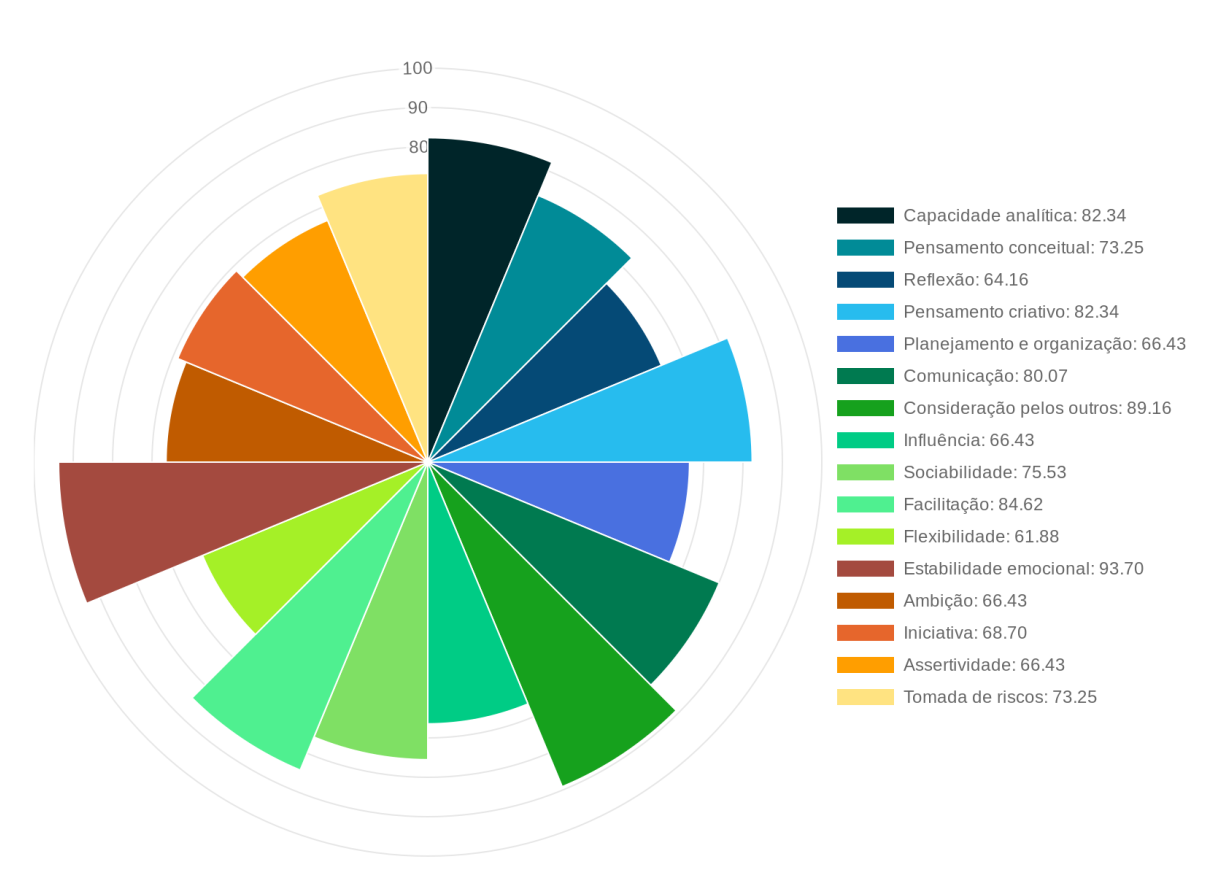 100
90
80
Capacidade analítica: 82.34
Pensamento conceitual: 73.25
Reflexão: 64.16
Pensamento criativo: 82.34
Planejamento e organização: 66.43
Comunicação: 80.07
Consideração pelos outros: 89.16
Influência: 66.43
Sociabilidade: 75.53
Facilitação: 84.62
Flexibilidade: 61.88
Estabilidade emocional: 93.70
Ambição: 66.43
Iniciativa: 68.70
Assertividade: 66.43
Tomada de riscos: 73.25